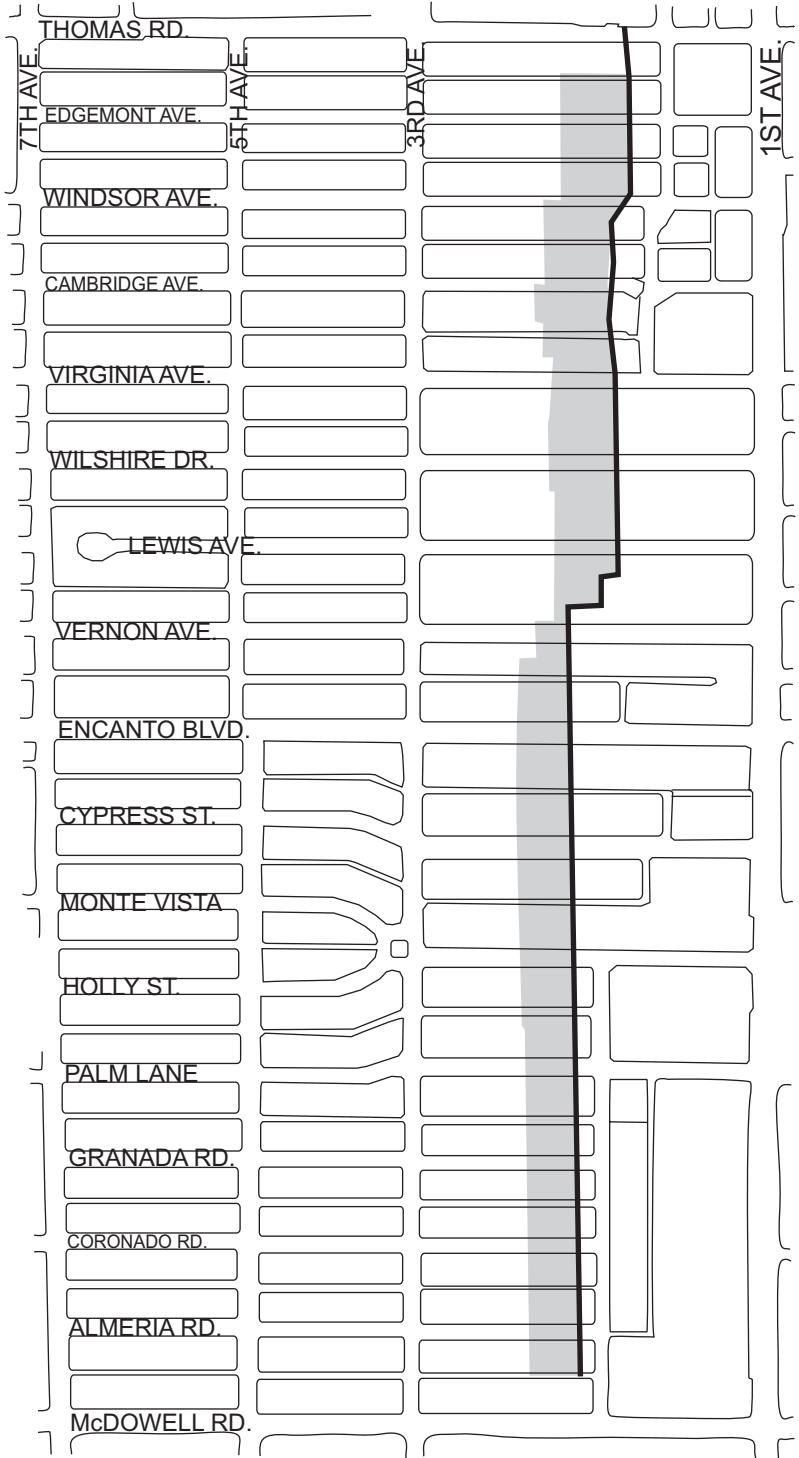 THOMAS RD.
7TH AVE.
5TH AVE.
3RD AVE.
1ST AVE.
EDGEMONT AVE.
WINDSOR AVE.
CAMBRIDGE AVE.
VIRGINIA AVE.
WILSHIRE DR.
LEWIS AVE.
VERNON AVE.
ENCANTO BLVD.
CYPRESS ST.
MONTE VISTA
HOLLY ST.
PALM LANE
GRANADA RD.
CORONADO RD.
ALMERIA RD.
McDOWELL RD.